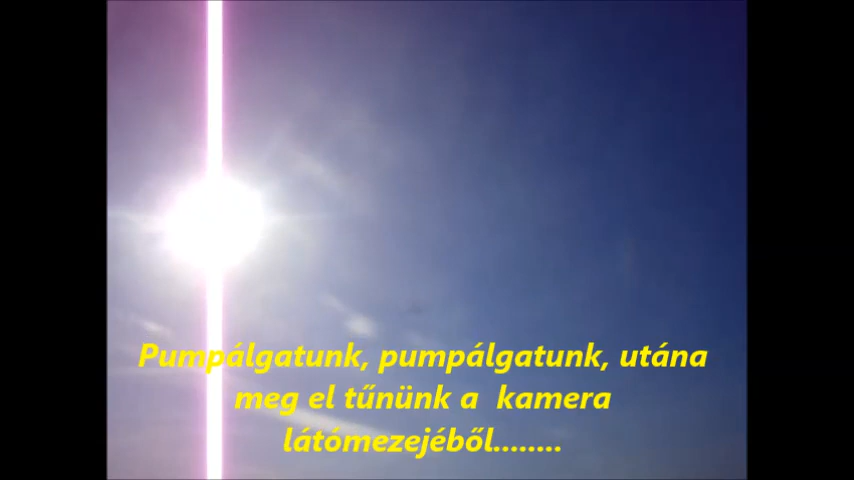 Pumpálgatunk, pumpálgatunk, utána
meg el tűnünk a  kamera
látómezejéből........